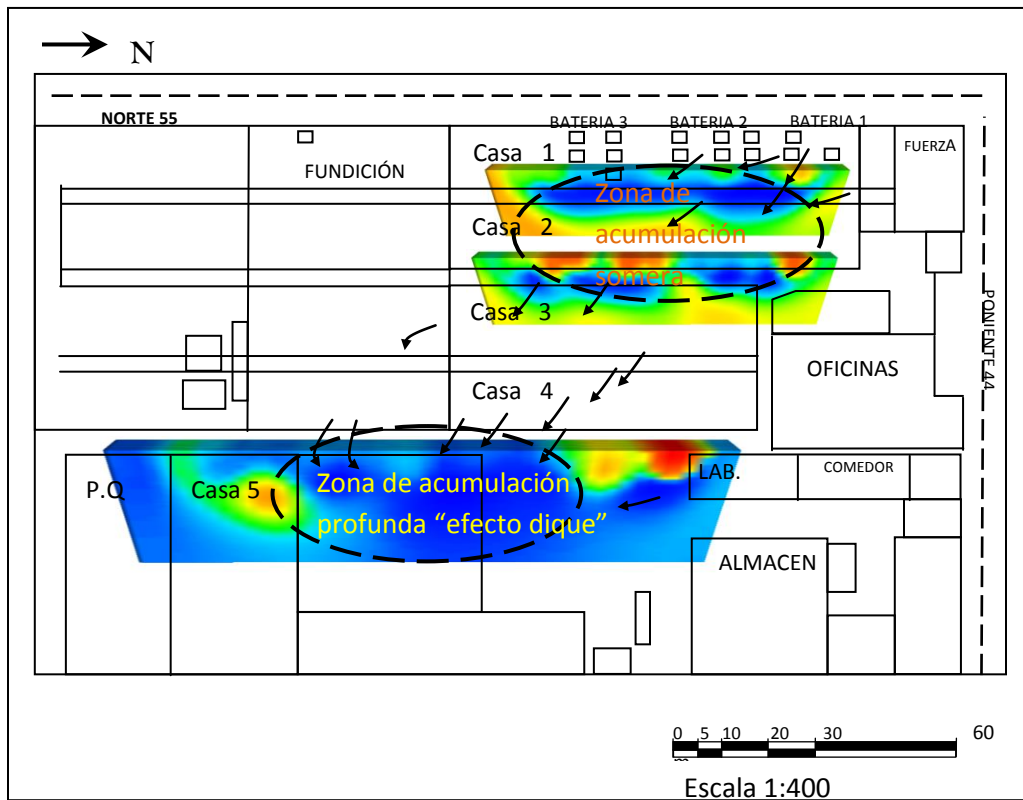 N
NORTE 55
BATERIA 3
BATERIA 2
BATERIA 1
FUERZA
Casa 1
FUNDICIÓN
Zona de
acumulación
somera
Casa 2
Casa 3
PONIENTE 44
OFICINAS
Casa 4
LAB.
COMEDOR
P.Q
Casa 5
Zona de acumulación
profunda “efecto dique”
ALMACEN
0 5 10 20 30 60
m
Escala 1:400